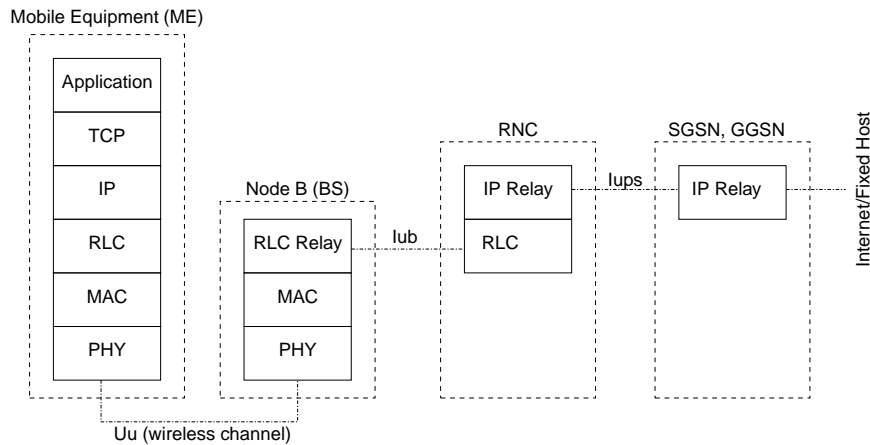 Mobile Equipment (ME)
Application
TCP
IP
RLC
MAC
PHY
Node B (BS)
RLC Relay
MAC
PHY
Uu (wireless channel)
Iub
RNC
IP Relay
RLC
Iups
SGSN, GGSN
IP Relay
Internet/Fixed Host